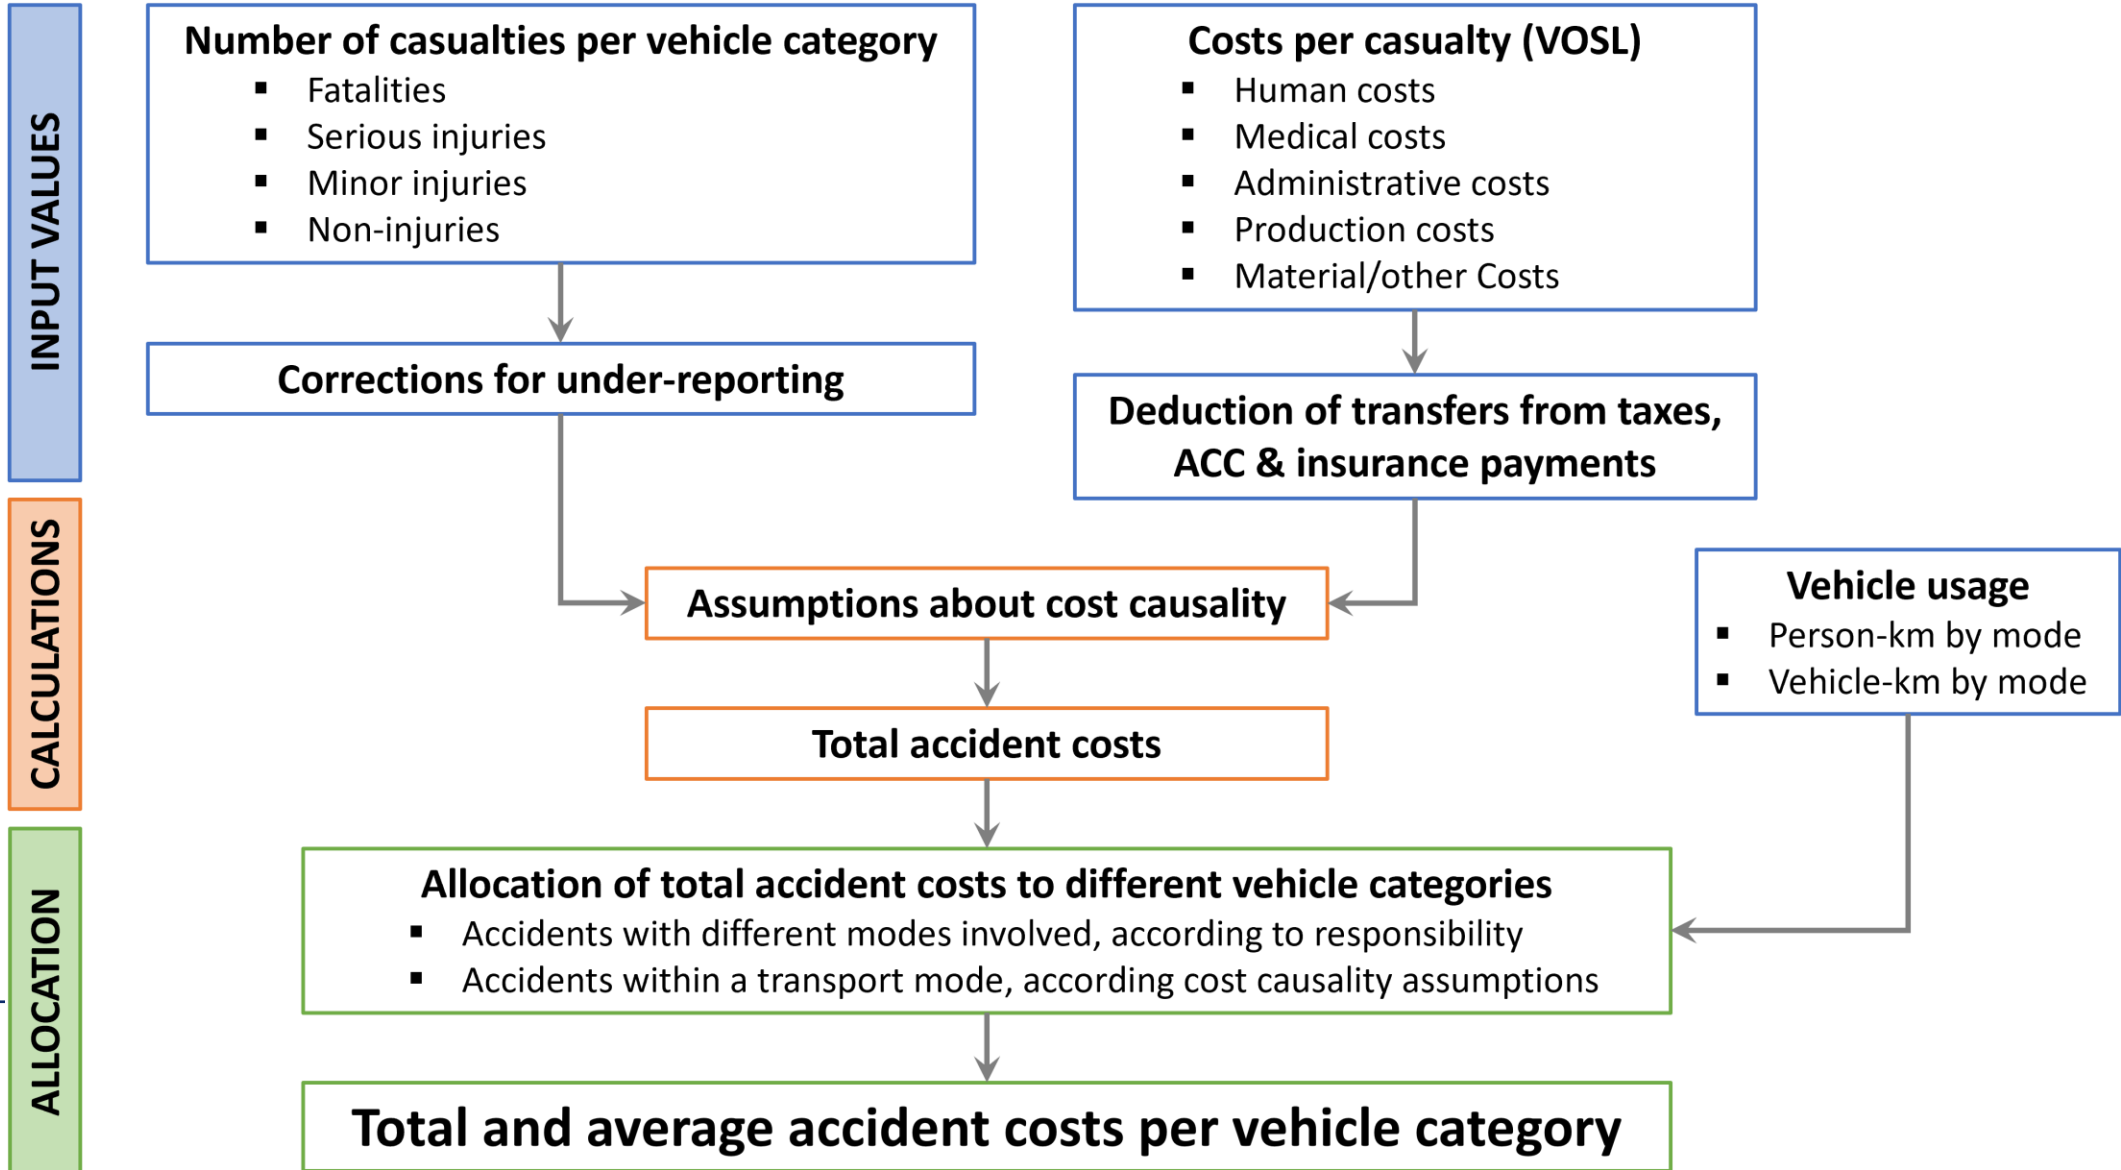 INPUT VALUES
Number of casualties per vehicle category
▪ Fatalities
▪ Serious injuries
▪ Minor injuries
▪ Non-injuries
Costs per casualty (VOSL)
▪ Human costs
▪ Medical costs
▪ Administrative costs
▪ Production costs
▪ Material/other Costs
Corrections for under-reporting
Deduction of transfers from taxes,
ACC & insurance payments
CALCULATIONS
Assumptions about cost causality
Vehicle usage
▪ Person-km by mode
▪ Vehicle-km by mode
Total accident costs
ALLOCATION
Allocation of total accident costs to different vehicle categories
▪ Accidents with different modes involved, according to responsibility
▪ Accidents within a transport mode, according cost causality assumptions
Total and average accident costs per vehicle category